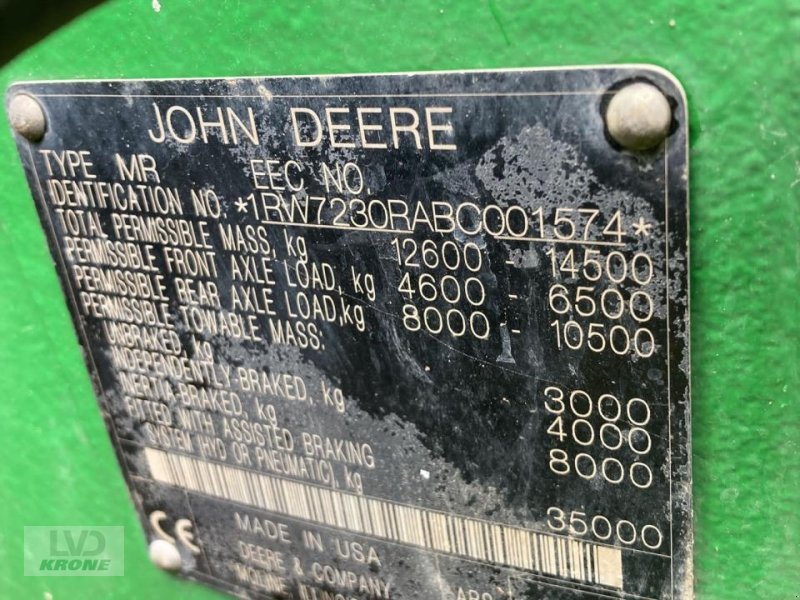 JOHN DEERE
TYPE MR EEC NO.
IDENTIFICATION NO. *1RW7230RABC001574*
TOTAL PERMISSIBLE MASS, kg 12600 - 14500
PERMISSIBLE FRONT AXLE LOAD, kg 4600 - 6500
PERMISSIBLE REAR AXLE LOAD,kg 8000 - 10500
PERMISSIBLE TOWABLE MASS:
UNBRAKED, kg 3000
INDEPENDENTLY-BRAKED, kg 4000
INERTIA-BRAKED, kg 8000
FITTED WITH ASSISTED BRAKING
SYSTEM (HYD OR PNEUMATIC), kg 35000
CE MADE IN USA
DEERE & COMPANY
MOLINE,
LVD
KRONE